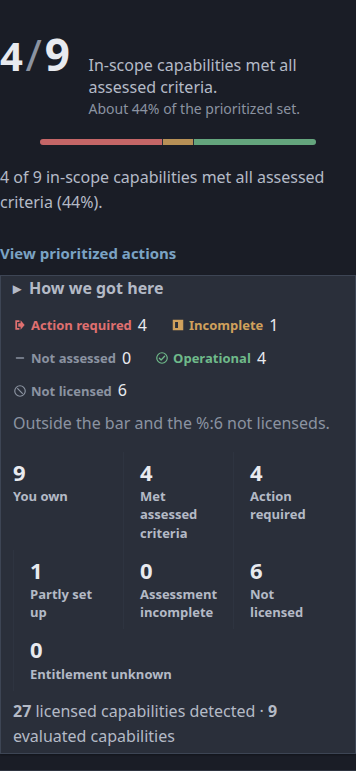 4/9
In-scope capabilities met all
assessed criteria.
About 44% of the prioritized set.
4 of 9 in-scope capabilities met all assessed
criteria (44%).
View prioritized actions
▶ How we got here
Action required 4
Incomplete 1
Not assessed 0
Operational 4
Not licensed 6
Outside the bar and the %:6 not licenseds.
9
You own
4
Met
assessed
criteria
4
Action
required
1
Partly set
up
0
Assessment
incomplete
6
Not
licensed
0
Entitlement unknown
27 licensed capabilities detected · 9
evaluated capabilities